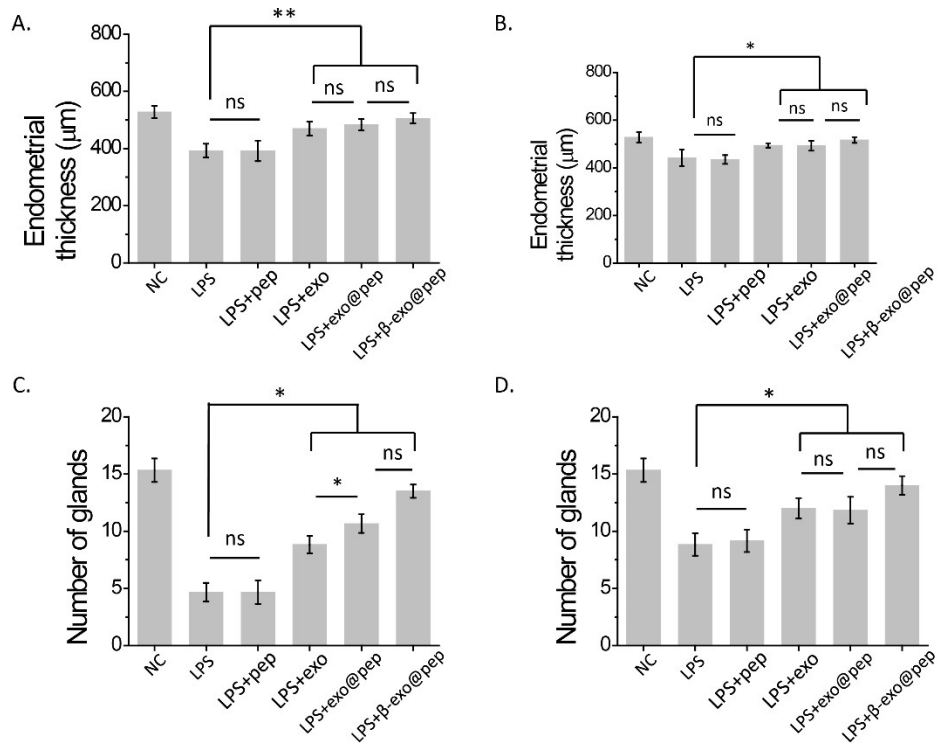 A.
**
800
600
400
200
0
Endometrial
thickness (μm)
ns
ns
ns
NC
LPS
LPS+pep
LPS+exo
LPS+exo@pep
LPS+β-exo@pep
B.
*
800
600
400
200
0
Endometrial
thickness (μm)
ns
ns
ns
NC
LPS
LPS+pep
LPS+exo
LPS+exo@pep
LPS+β-exo@pep
C.
*
20
15
10
5
0
Number of glands
ns
*
ns
NC
LPS
LPS+pep
LPS+exo
LPS+exo@pep
LPS+β-exo@pep
D.
*
20
15
10
5
0
Number of glands
ns
ns
ns
NC
LPS
LPS+pep
LPS+exo
LPS+exo@pep
LPS+β-exo@pep